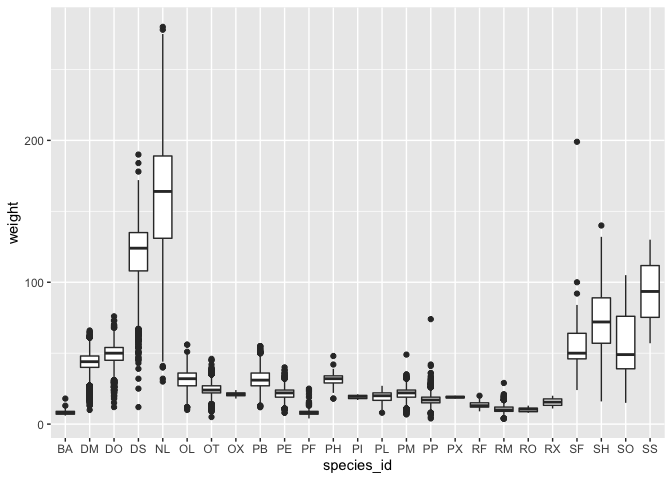 200
100
0
weight
BA DM DO DS NL OL OT OX PB PE PF PH PI PL PM PP PX RF RM RO RX SF SH SO SS
species_id